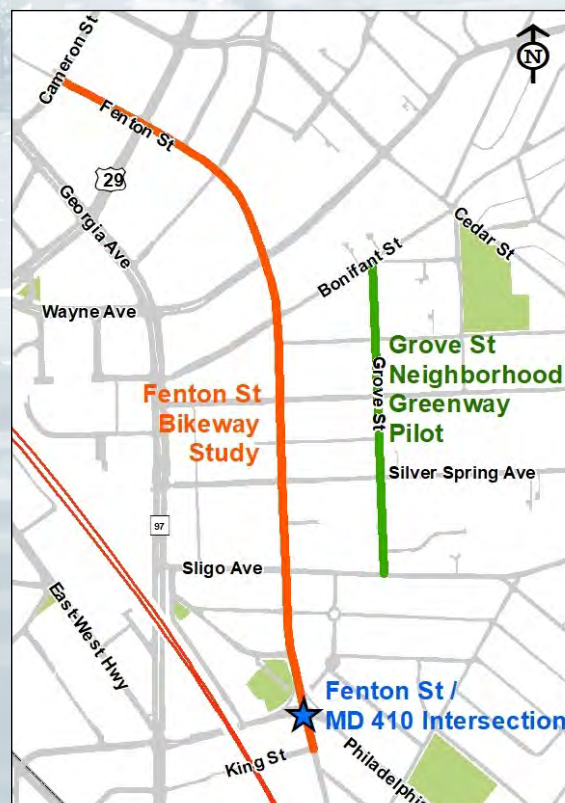 Cameron St
N
Fenton St
29
Georgia Ave
Cedar St
Bonifant St
Wayne Ave
Grove St
Neighborhood
Greenway
Pilot
Grove St
Fenton St
Bikeway
Study
Silver Spring Ave
97
Sligo Ave
East-West Hwy
Fenton St /
MD 410 Intersection
King St